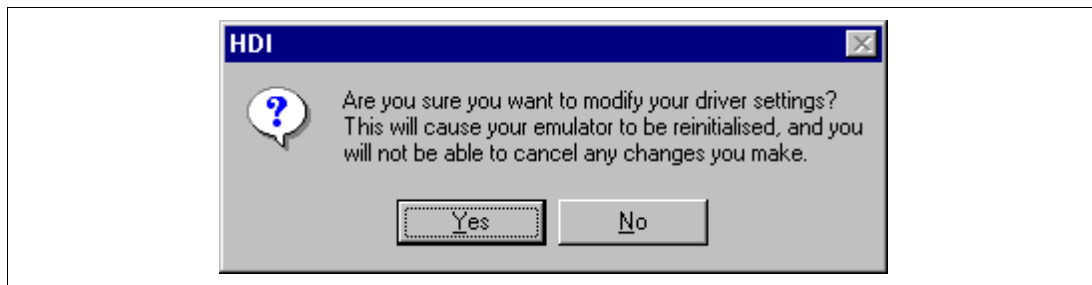 HDI
?
Are you sure you want to modify your driver settings?
This will cause your emulator to be reinitialised, and you
will not be able to cancel any changes you make.
Yes No